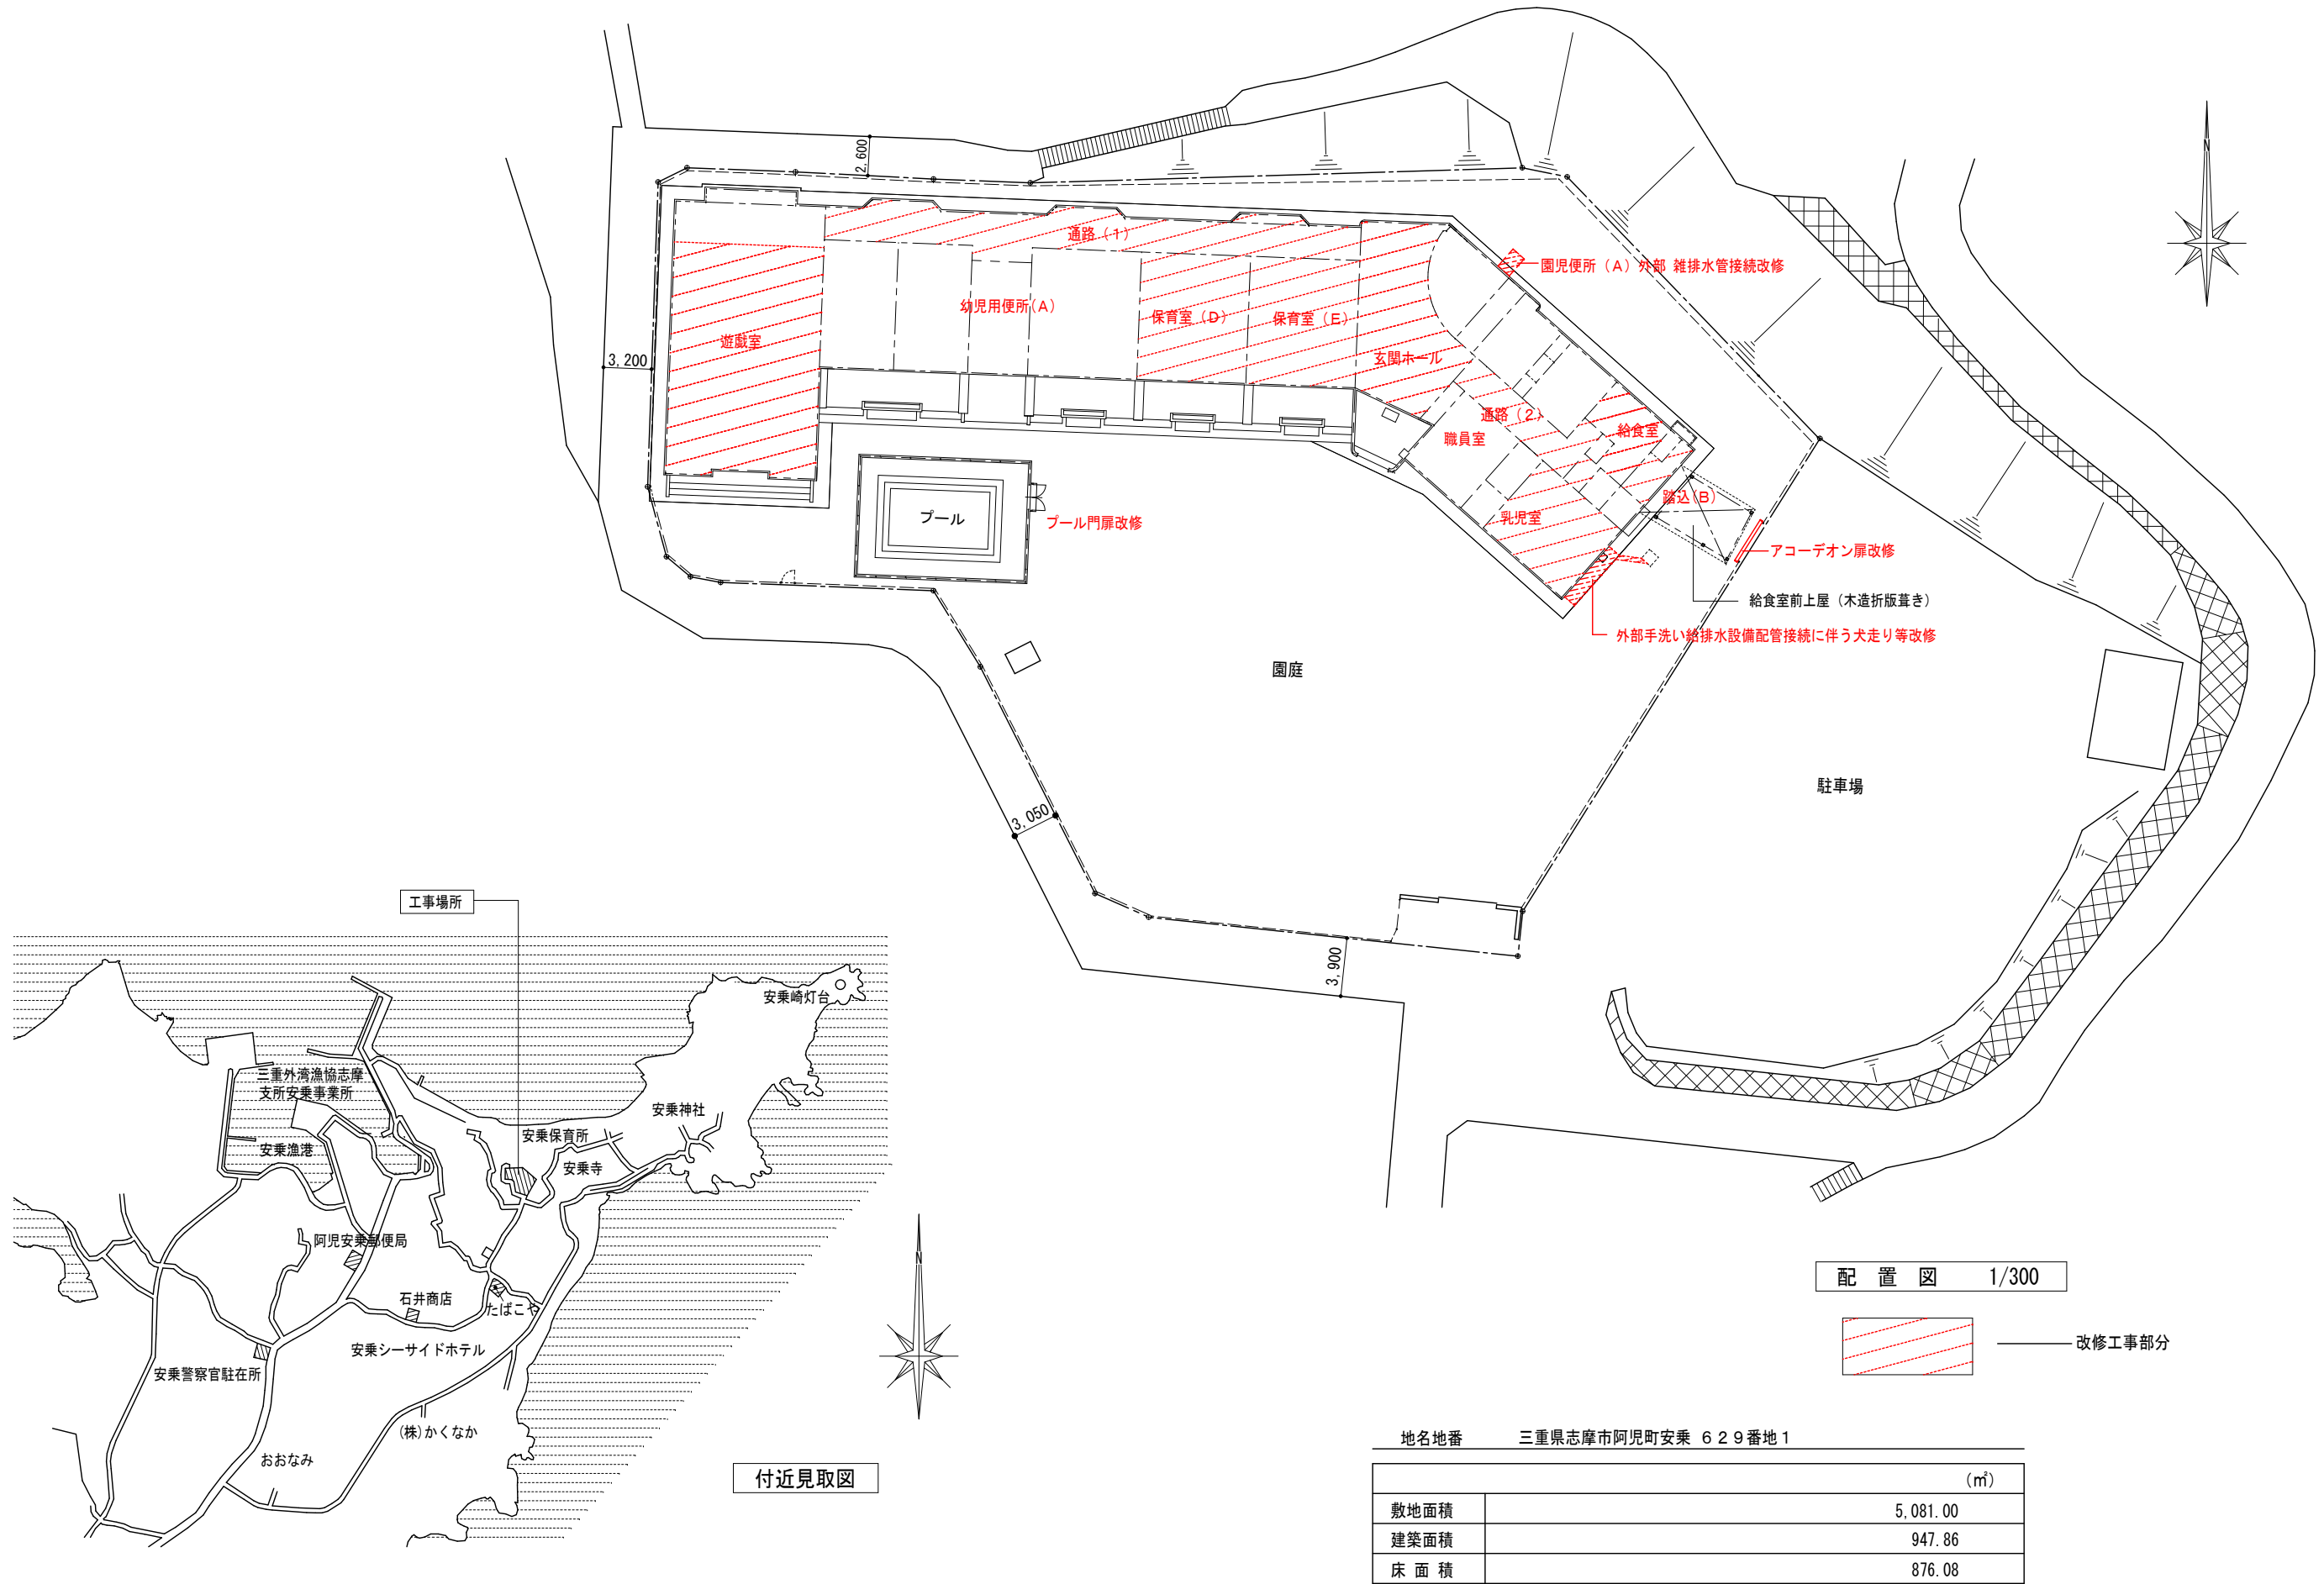 2,600
N
通路（1）
園児便所（A）外部 雑排水管接続改修
幼児用便所(A)
保育室（D）
保育室（E）
遊戯室
3,200
玄関ホール
通路（2）
職員室
給食室
踏込(B)
乳児室
プール
プール門扉改修
アコーデオン扉改修
給食室前上屋（木造折版葺き）
外部手洗い給排水設備配管接続に伴う犬走り等改修
園庭
駐車場
3,050
3,900
工事場所
安乗崎灯台
三重外湾漁協志摩
支所安乗事業所
安乗神社
安乗保育所
安乗漁港
安乗寺
阿児安乗郵便局
N
石井商店
たばこや
安乗シーサイドホテル
安乗警察官駐在所
(株)かくなか
おおなみ
付近見取図
配 置 図 1/300
改修工事部分
地名地番 三重県志摩市阿児町安乗 ６２９番地１
（㎡）
敷地面積 5,081.00
建築面積 947.86
床 面 積 876.08